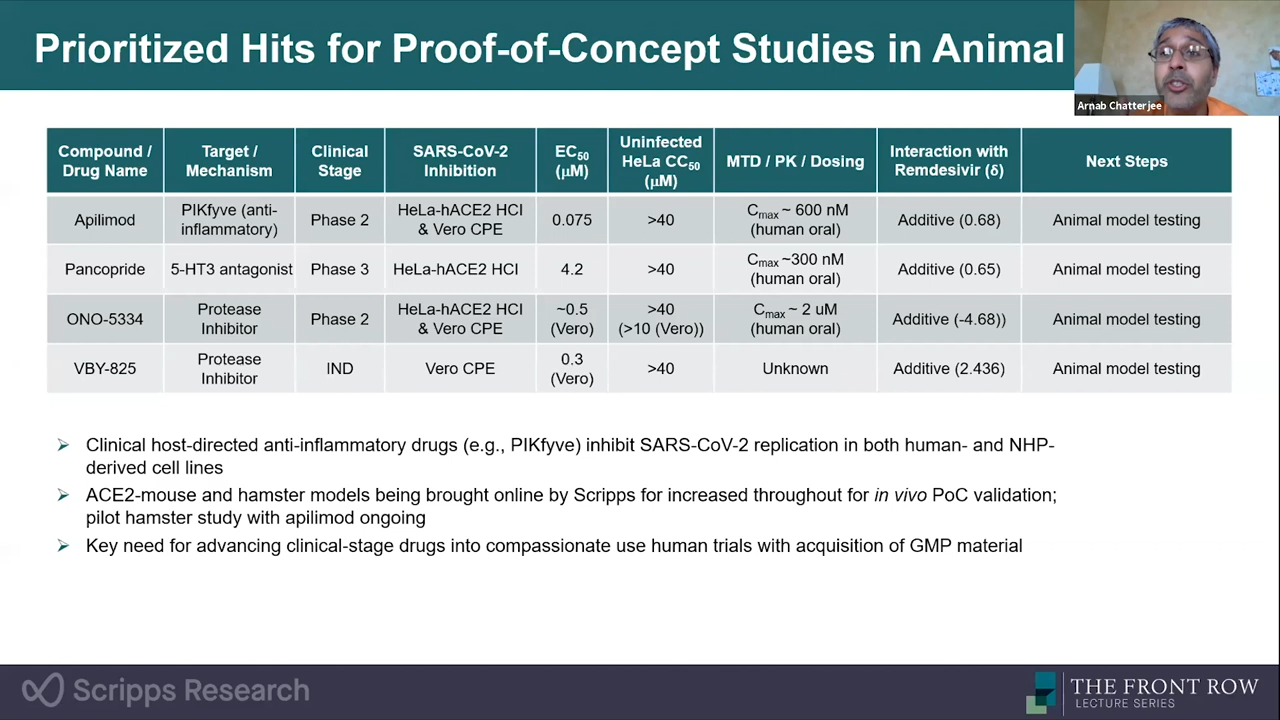 Prioritized Hits for Proof-of-Concept Studies in Animal
Arnab Chatterjee
Compound /
Drug Name
Target /
Mechanism
Clinical
Stage
SARS-CoV-2
Inhibition
EC50
(µM)
Uninfected
HeLa CC50
(µM)
MTD / PK / Dosing
Interaction with
Remdesivir (δ)
Next Steps
Apilimod
PIKfyve (anti-
inflammatory)
Phase 2
HeLa-hACE2 HCI
& Vero CPE
0.075
>40
Cmax ~ 600 nM
(human oral)
Additive (0.68)
Animal model testing
Pancopride
5-HT3 antagonist
Phase 3
HeLa-hACE2 HCI
4.2
>40
Cmax ~300 nM
(human oral)
Additive (0.65)
Animal model testing
ONO-5334
Protease
Inhibitor
Phase 2
HeLa-hACE2 HCI
& Vero CPE
~0.5
(Vero)
>40
(>10 (Vero))
Cmax ~ 2 uM
(human oral)
Additive (-4.68))
Animal model testing
VBY-825
Protease
Inhibitor
IND
Vero CPE
0.3
(Vero)
>40
Unknown
Additive (2.436)
Animal model testing
Clinical host-directed anti-inflammatory drugs (e.g., PIKfyve) inhibit SARS-CoV-2 replication in both human- and NHP-
derived cell lines
ACE2-mouse and hamster models being brought online by Scripps for increased throughout for in vivo PoC validation;
pilot hamster study with apilimod ongoing
Key need for advancing clinical-stage drugs into compassionate use human trials with acquisition of GMP material
Scripps Research
THE FRONT ROW
LECTURE SERIES